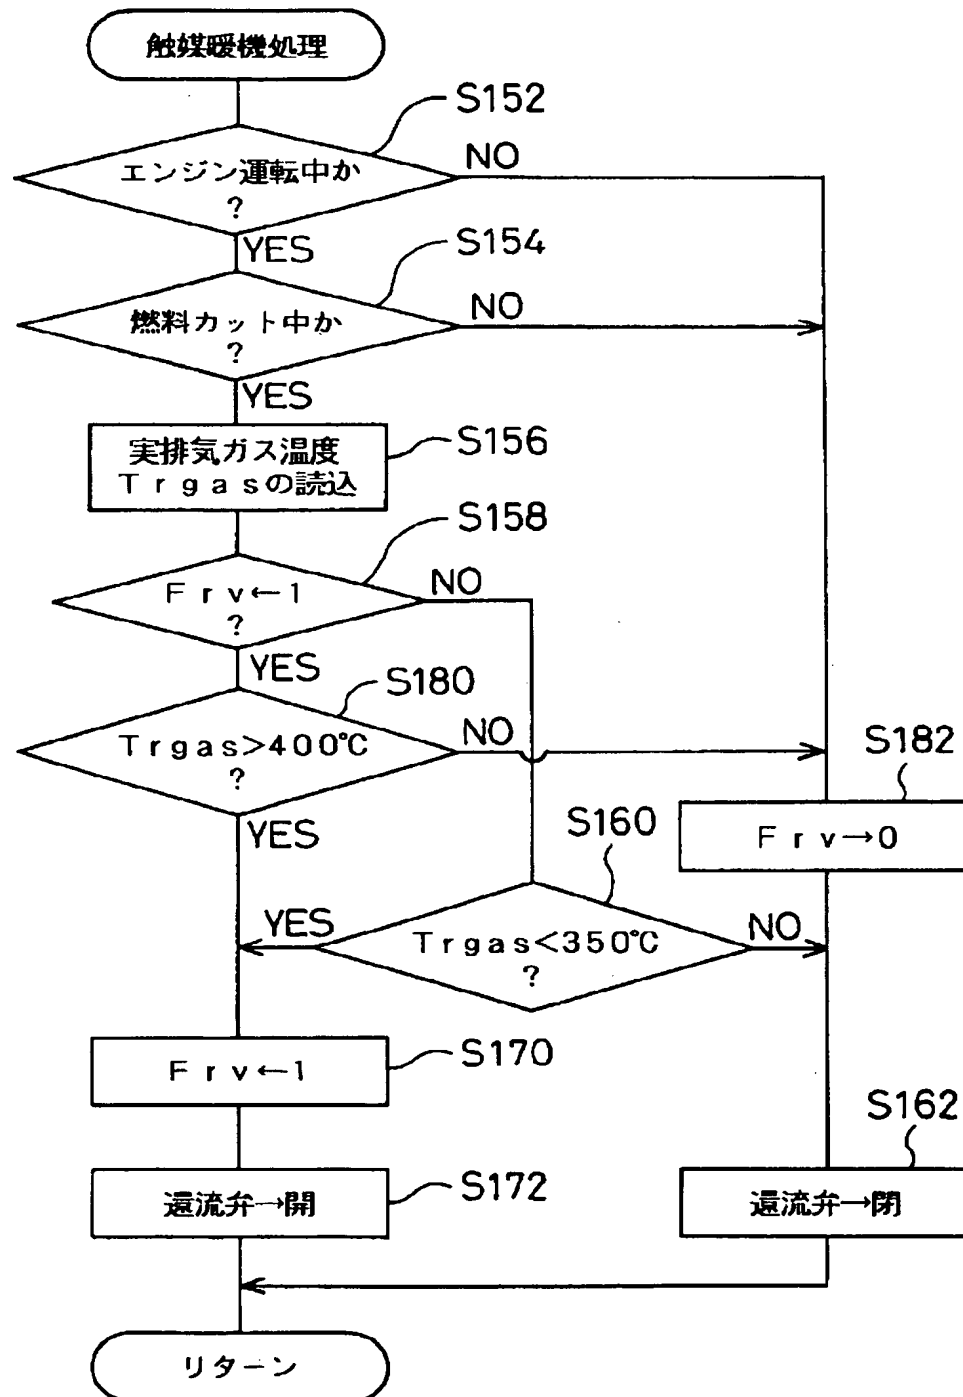 触媒暖機処理
S152
エンジン運転中か
?
NO
YES
S154
燃料カット中か
?
NO
YES
S156
実排気ガス温度
Trgasの読込
S158
Frv←1
?
NO
YES
S180
Trgas>400℃
?
NO
YES
S182
Frv→0
S160
Trgas<350℃
?
YES
NO
S170
Frv←1
S162
S172
還流弁→開
還流弁→閉
リターン